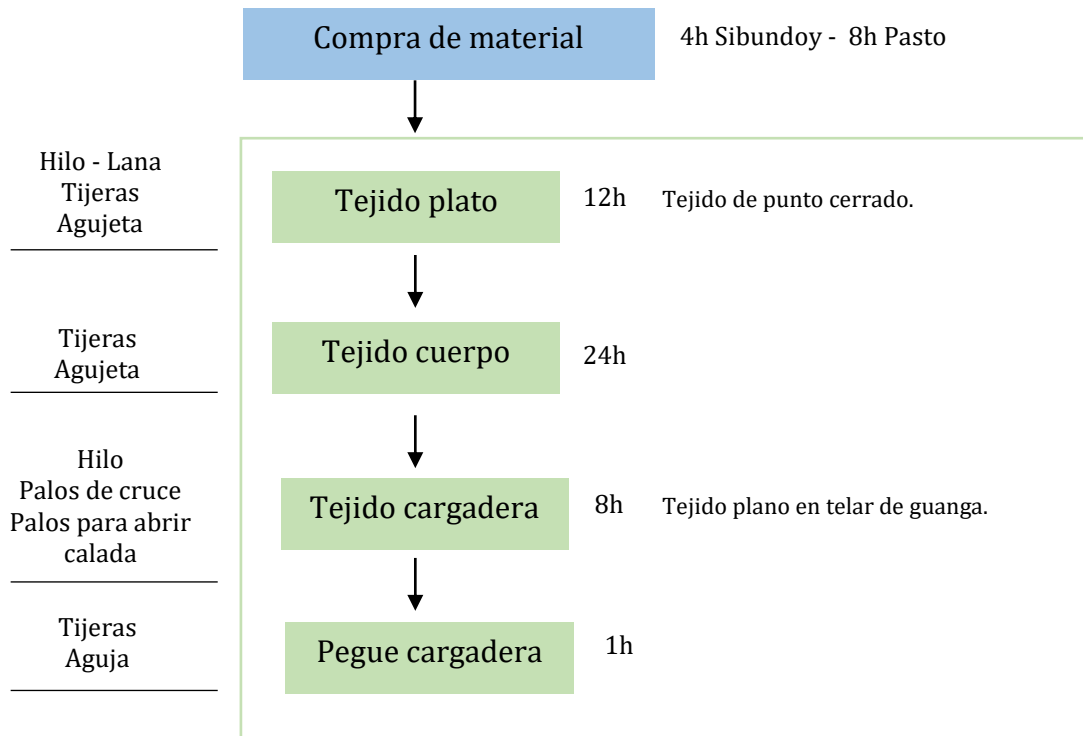 Compra de material
4h Sibundoy - 8h Pasto
Hilo - Lana
Tijeras
Agujeta
Tejido plato
12h
Tejido de punto cerrado.
Tijeras
Agujeta
Tejido cuerpo
24h
Hilo
Palos de cruce
Palos para abrir
calada
Tejido cargadera
8h
Tejido plano en telar de guanga.
Tijeras
Aguja
Pegue cargadera
1h